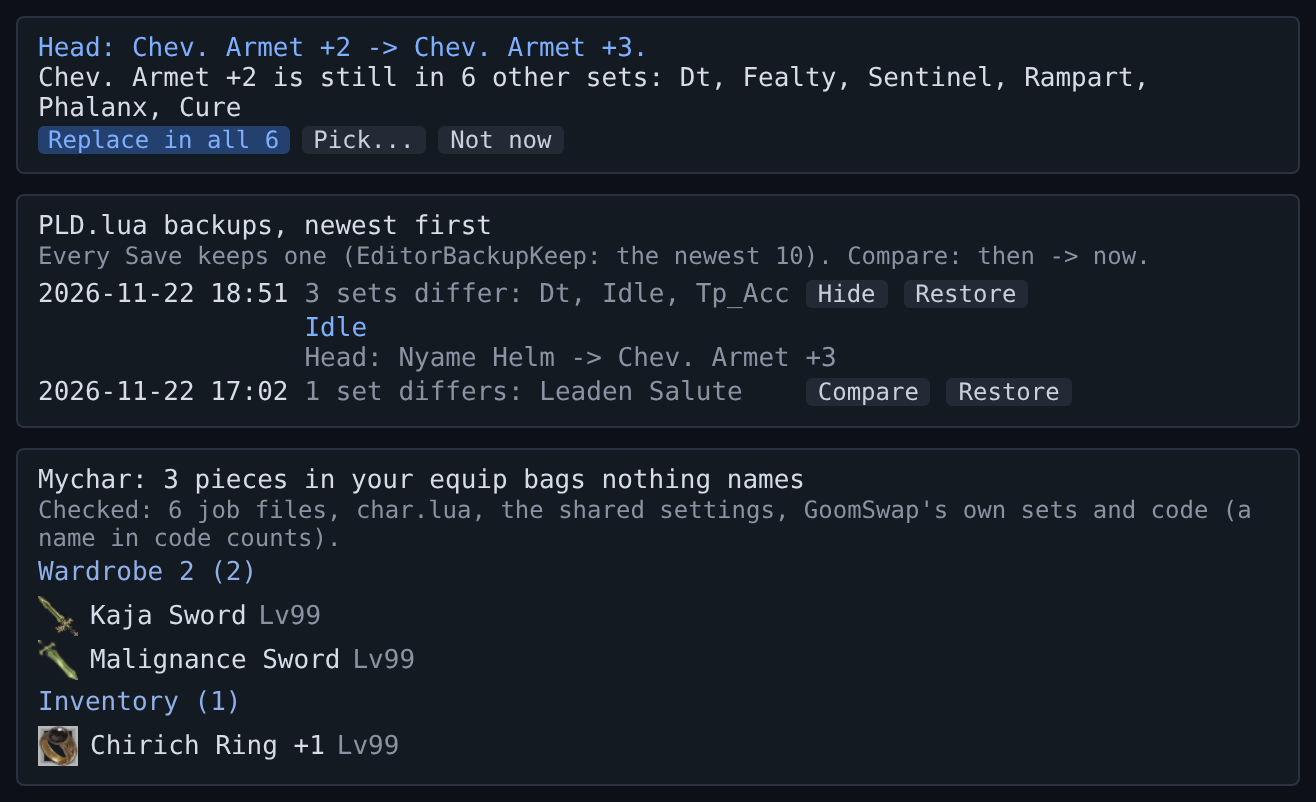 Head: Chev. Armet +2 -> Chev. Armet +3.
Chev. Armet +2 is still in 6 other sets: Dt, Fealty, Sentinel, Rampart,
Phalanx, Cure
Replace in all 6 Pick... Not now
PLD.lua backups, newest first
Every Save keeps one (EditorBackupKeep: the newest 10). Compare: then -> now.
2026-11-22 18:51 3 sets differ: Dt, Idle, Tp_Acc Hide Restore
Idle
Head: Nyame Helm -> Chev. Armet +3
2026-11-22 17:02 1 set differs: Leaden Salute Compare Restore
Mychar: 3 pieces in your equip bags nothing names
Checked: 6 job files, char.lua, the shared settings, GoomSwap's own sets and code (a
name in code counts).
Wardrobe 2 (2)
Kaja Sword Lv99
Malignance Sword Lv99
Inventory (1)
Chirich Ring +1 Lv99